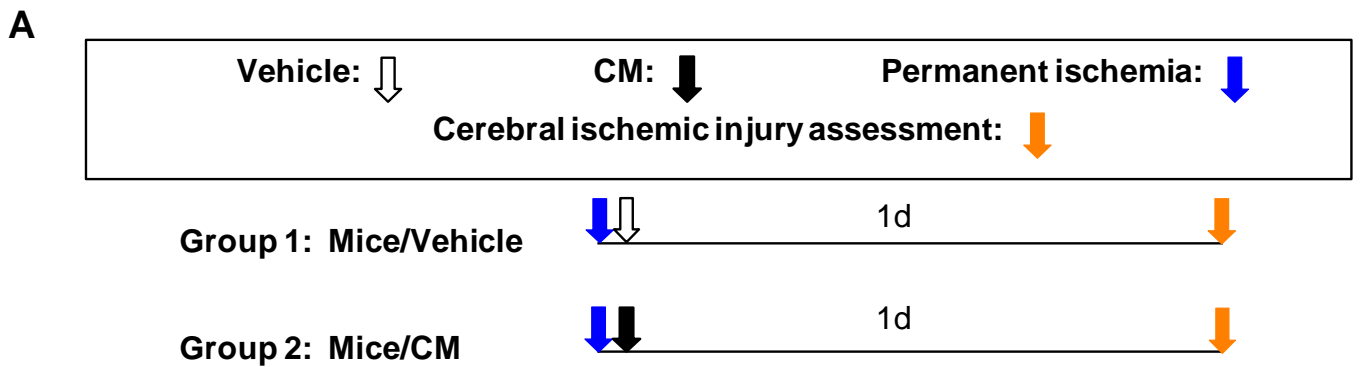 A
Vehicle: CM: Permanent ischemia:
Cerebral ischemic injury assessment:
1d
Group 1: Mice/Vehicle
1d
Group 2: Mice/CM